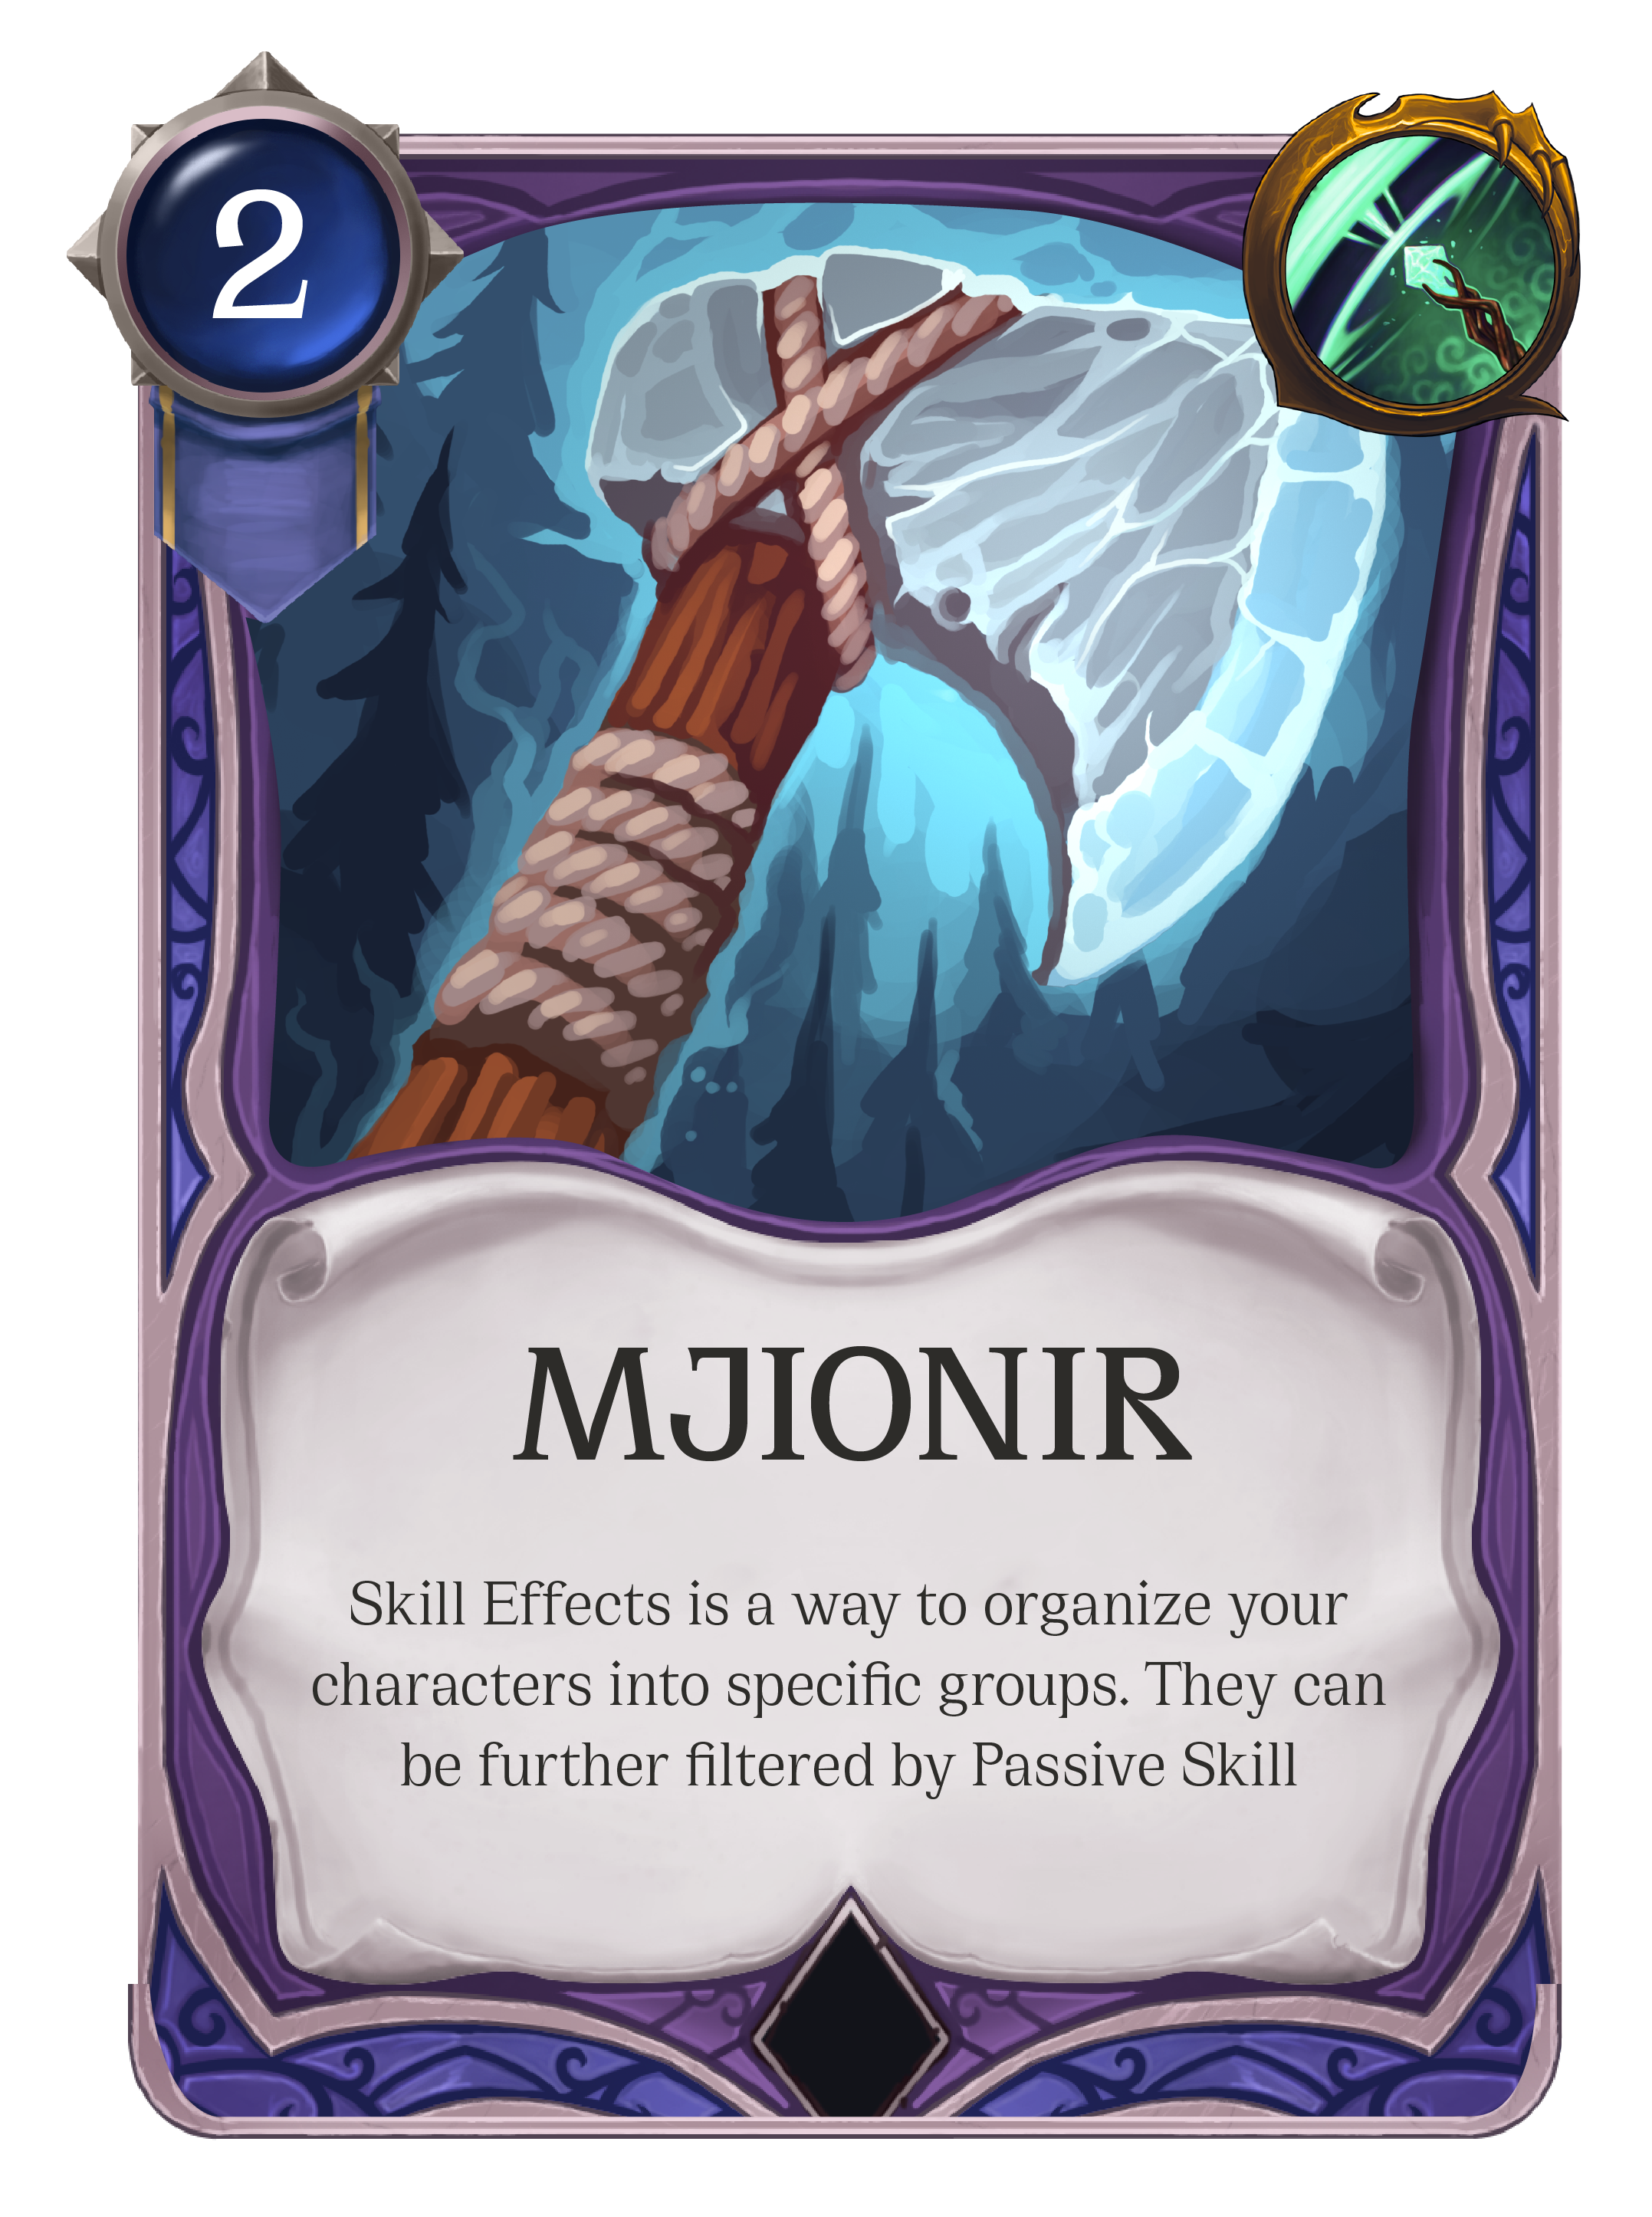 2
MJIONIR
Skill Effects is a way to organize your
characters into specific groups. They can
be further filtered by Passive Skill